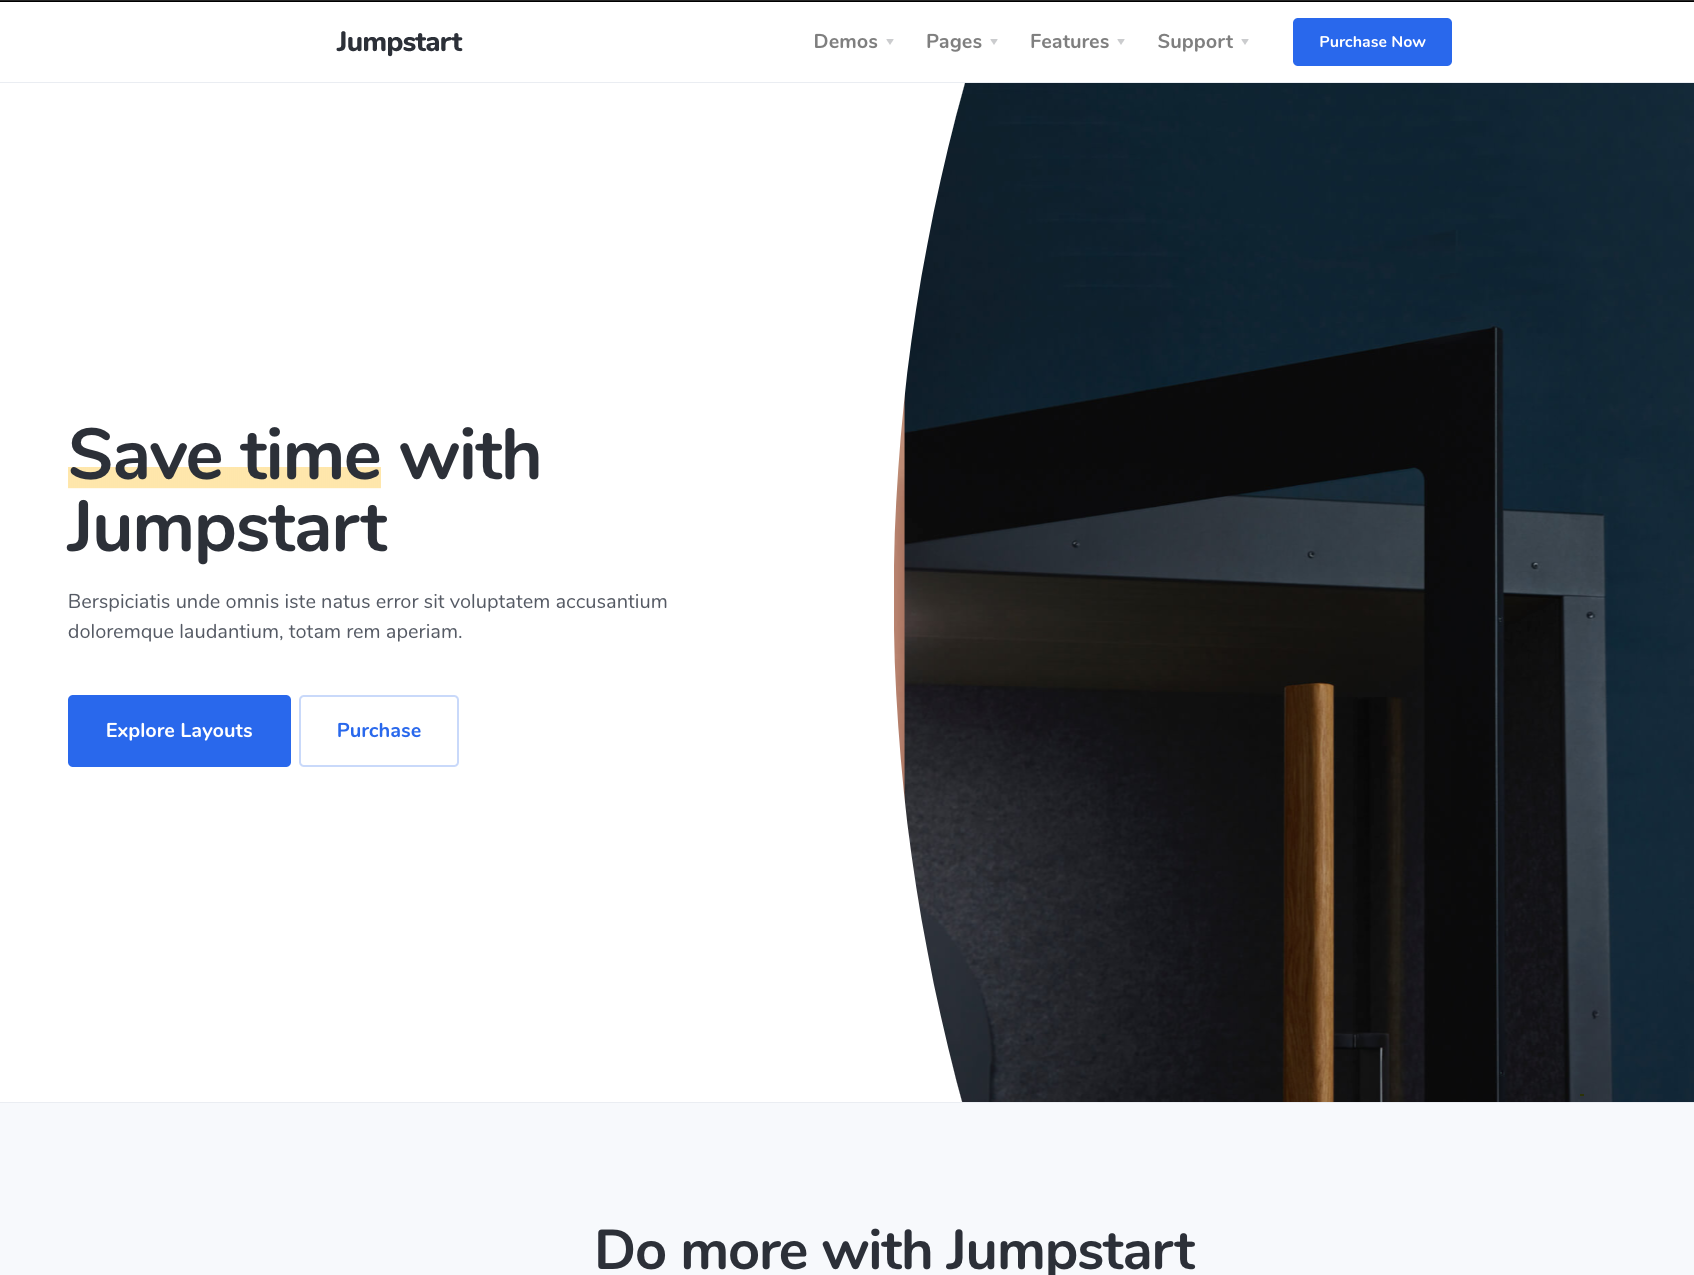 Jumpstart
Demos Pages Features Support Purchase Now
Save time with
Jumpstart
Berspiciatis unde omnis iste natus error sit voluptatem accusantium
doloremque laudantium, totam rem aperiam.
Explore Layouts Purchase
Do more with Jumpstart